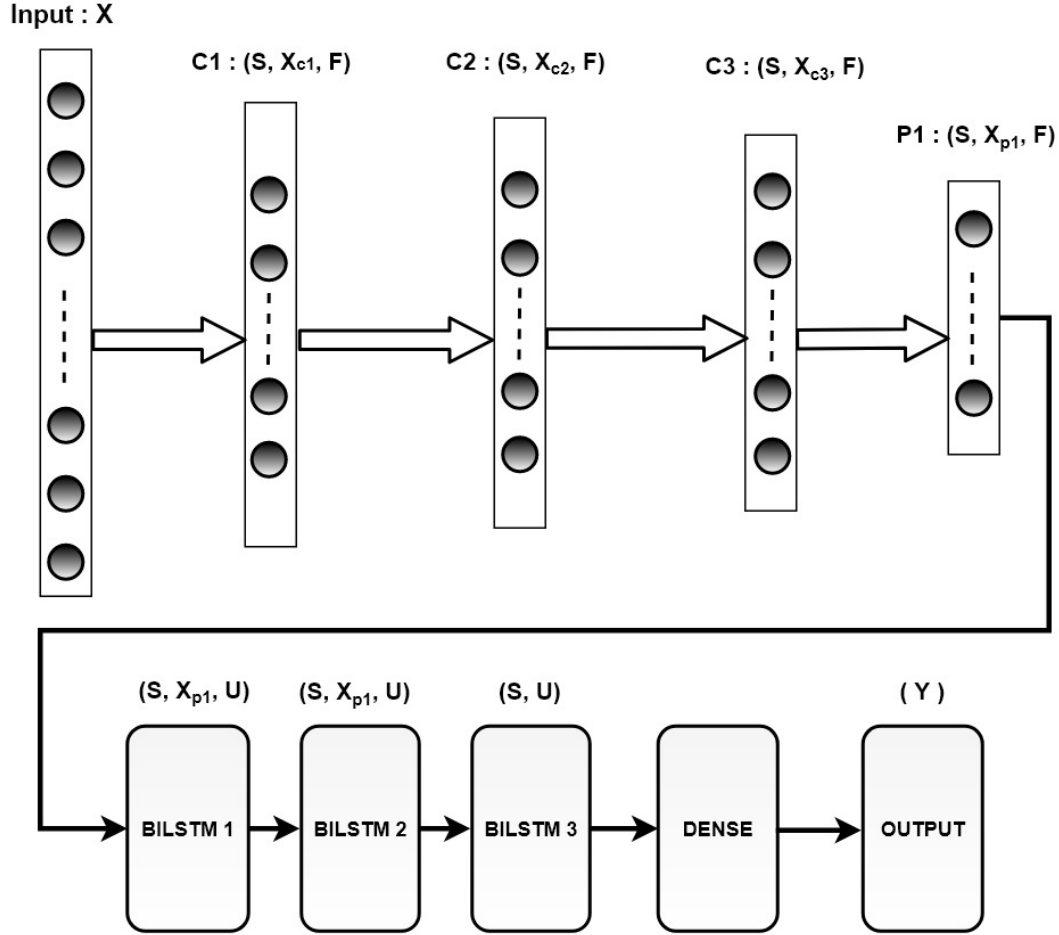 Input : X
C1 : (S, Xc1, F)
C2 : (S, Xc2, F)
C3 : (S, Xc3, F)
P1 : (S, Xp1, F)
(S, Xp1, U)
(S, Xp1, U)
(S, U)
( Y )
BILSTM 1
BILSTM 2
BILSTM 3
DENSE
OUTPUT